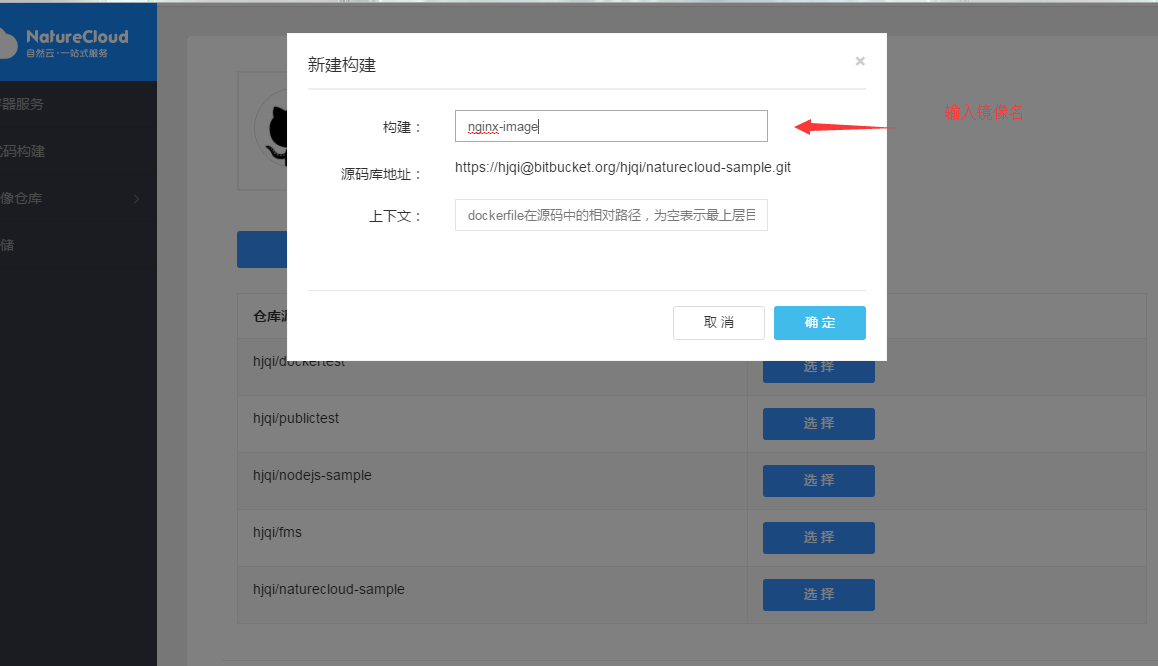 NatureCloud
自然云·一站式服务
器服务
码构建
像仓库
储
新建构建
×
构建：
nginx-image
输入镜像名
源码库地址：
https://hjqi@bitbucket.org/hjqi/naturecloud-sample.git
上下文：
dockerfile在源码中的相对路径，为空表示最上层目
取 消
确 定
仓库源
hjqi/dockertest
选 择
hjqi/publictest
选 择
hjqi/nodejs-sample
选 择
hjqi/fms
选 择
hjqi/naturecloud-sample
选 择